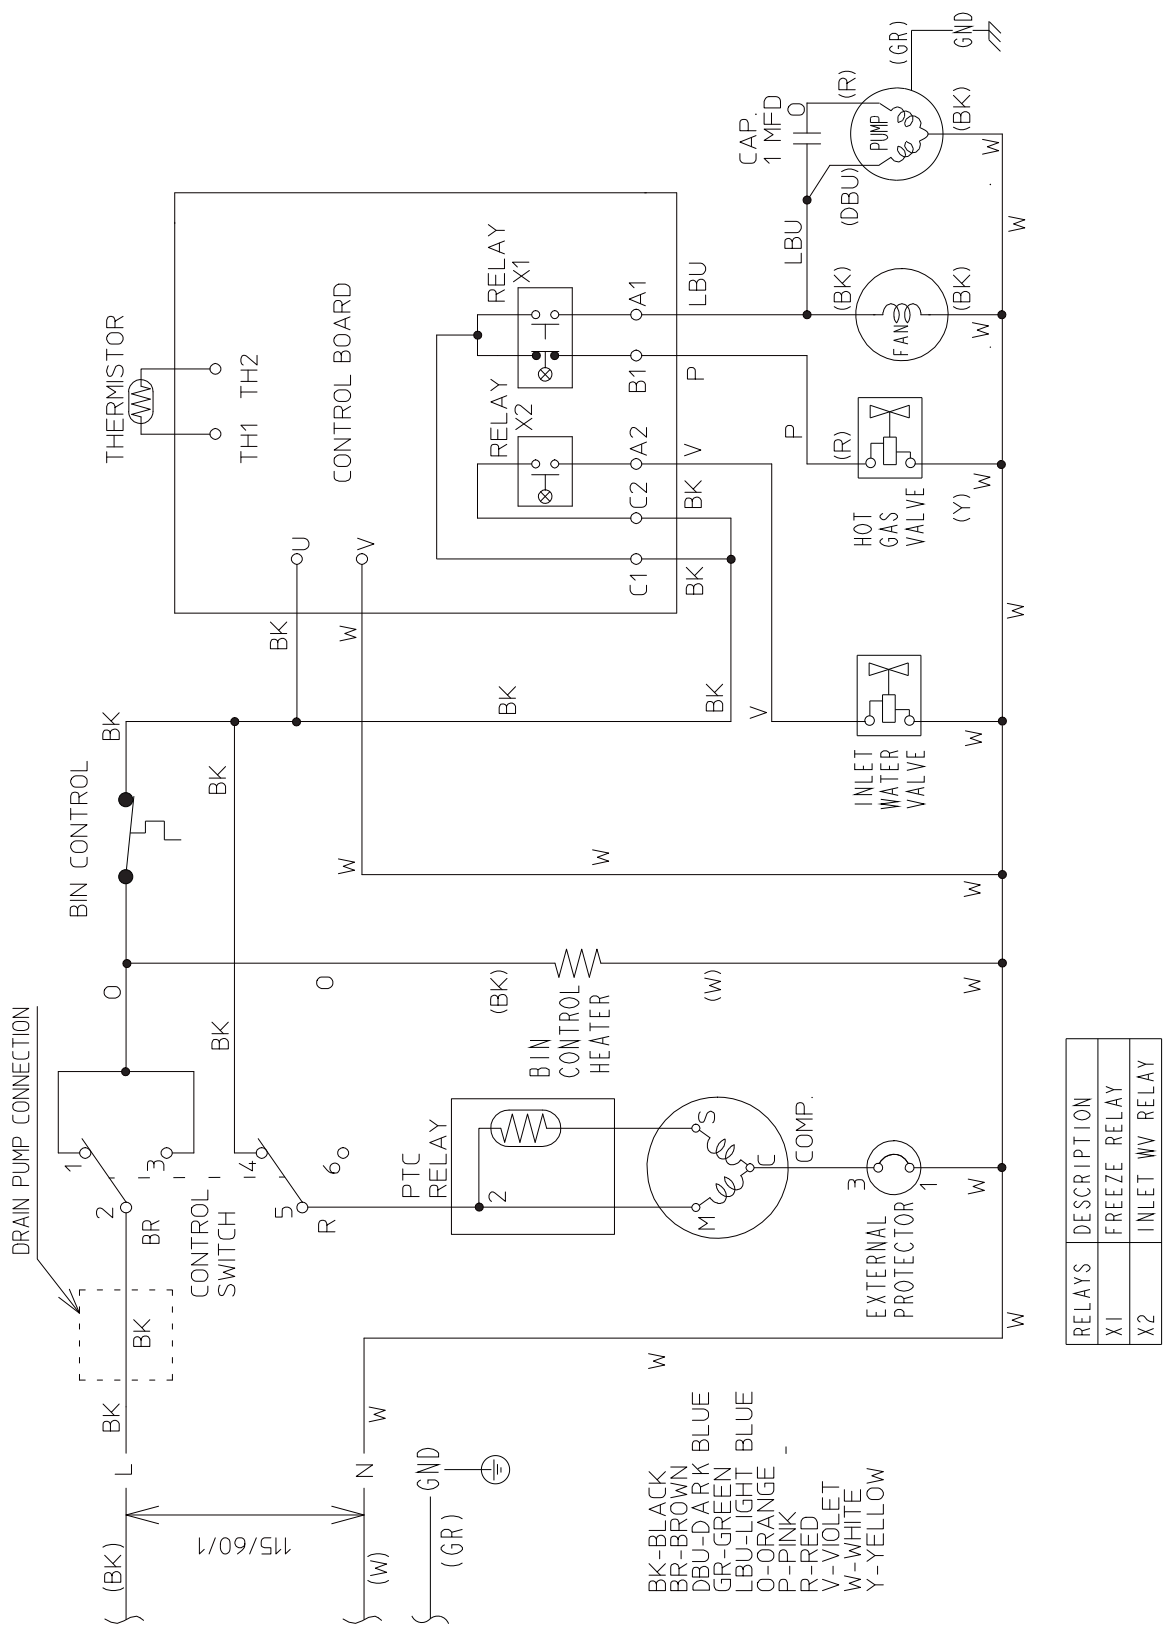 DRAIN PUMP CONNECTION
(BK)
L
BK
BK
2
BR
1
3
CONTROL
SWITCH
O
BIN CONTROL
BK
115/60/1
(W)
N
W
W
(GR)
GND
5
R
4
6
BK
BK
O
(BK)
BIN
CONTROL
HEATER
(W)
W
PTC
RELAY
2
M
S
C
COMP.
3
1
EXTERNAL
PROTECTOR
W
W
THERMISTOR
TH1 TH2
CONTROL BOARD
U
V
BK
W
BK
BK
W
W
W
RELAY
X1
RELAY
X2
C1
C2
A2
B1
A1
BK
BK
V
P
LBU
V
INLET
WATER
VALVE
W
W
P
(R)
HOT
GAS
VALVE
(Y)
W
LBU
(BK)
FAN
(BK)
W
W
CAP.
1 MFD
O
(R)
(DBU)
PUMP
(BK)
W
(GR)
GND
BK-BLACK
BR-BROWN
DBU-DARK BLUE
GR-GREEN
LBU-LIGHT BLUE
O-ORANGE
P-PINK -
R-RED
V-VIOLET
W-WHITE
Y-YELLOW
RELAYS DESCRIPTION
X1 FREEZE RELAY
X2 INLET WV RELAY